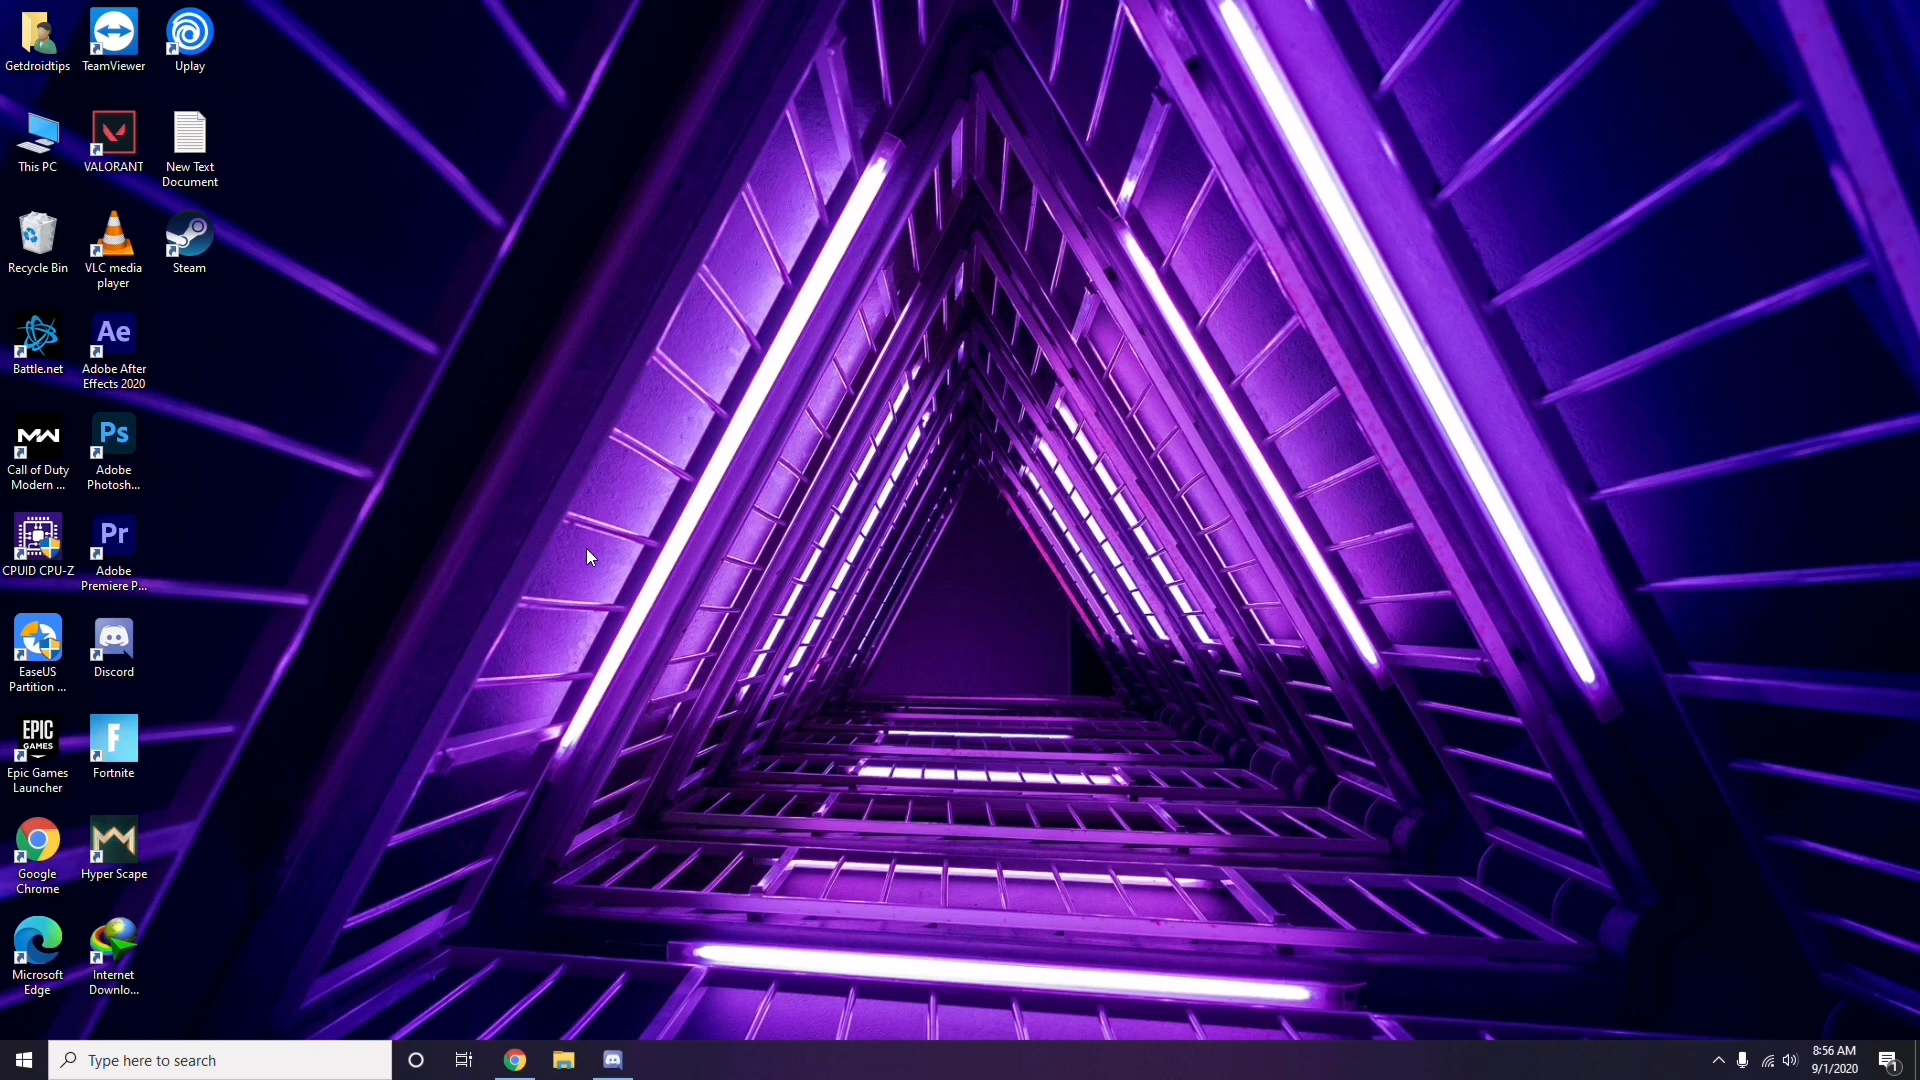 Getdroidtips
TeamViewer
Uplay
This PC
VALORANT
New Text
Document
Recycle Bin
VLC media
player
Steam
Battle.net
Ae
Adobe After
Effects 2020
MW
Call of Duty
Modern ...
Ps
Adobe
Photosh...
CPUID CPU-Z
Pr
Adobe
Premiere P...
EaseUS
Partition ...
Discord
EPIC
GAMES
Epic Games
Launcher
F
Fortnite
Google
Chrome
Hyper Scape
Microsoft
Edge
Internet
Downlo...
Type here to search
8:56 AM
9/1/2020
1